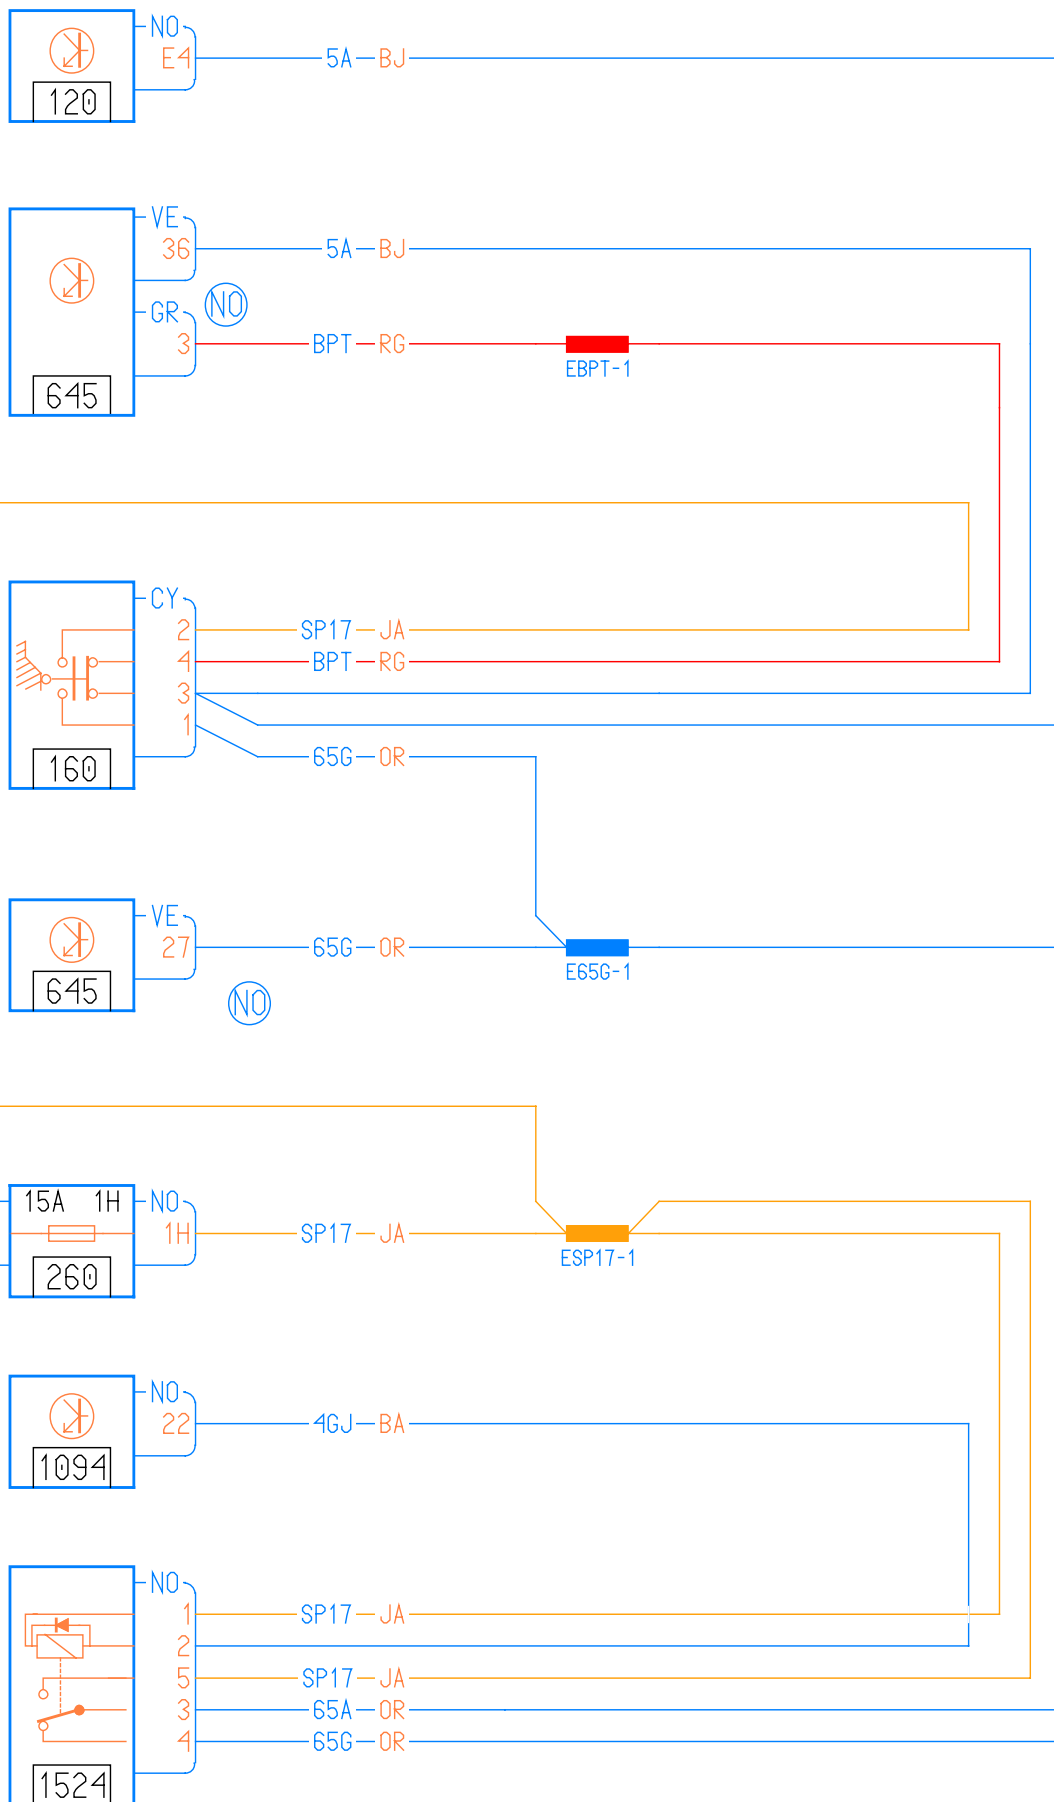 NO
E4 5A BJ
120
VE
36 5A BJ
GR NO
3 BPT RG
EBPT-1
645
CY
2 SP17 JA
4 BPT RG
3
1
65G OR
160
VE
27 65G OR
E65G-1
645
NO
15A 1H NO
1H SP17 JA
ESP17-1
260
NO
22 4GJ BA
1094
NO
1 SP17 JA
2
5 SP17 JA
3 65A OR
4 65G OR
1524